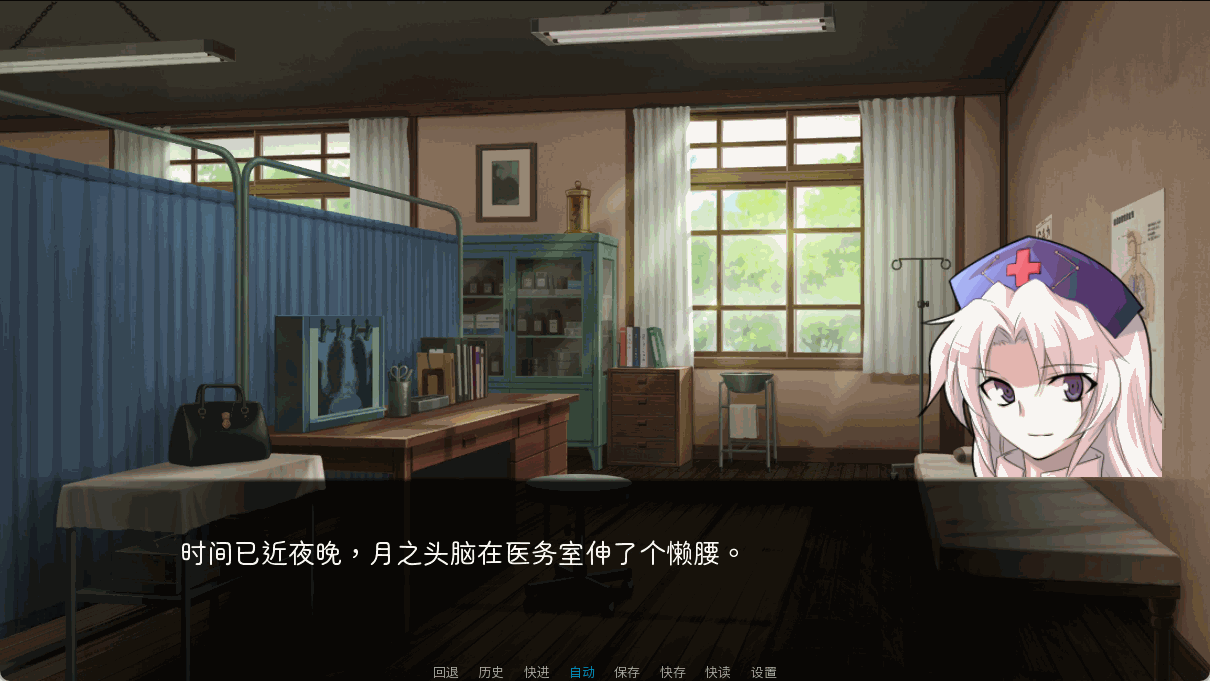 时间已近夜晚，月之头脑在医务室伸了个懒腰。
回退 历史 快进 自动 保存 快存 快读 设置